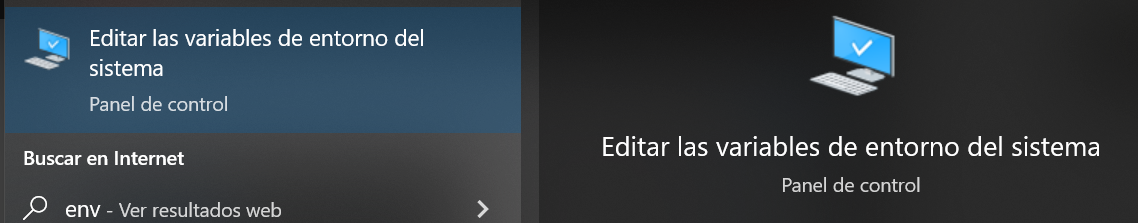 Editar las variables de entorno del
sistema
Panel de control
Buscar en Internet
env - Ver resultados web
Editar las variables de entorno del sistema
Panel de control